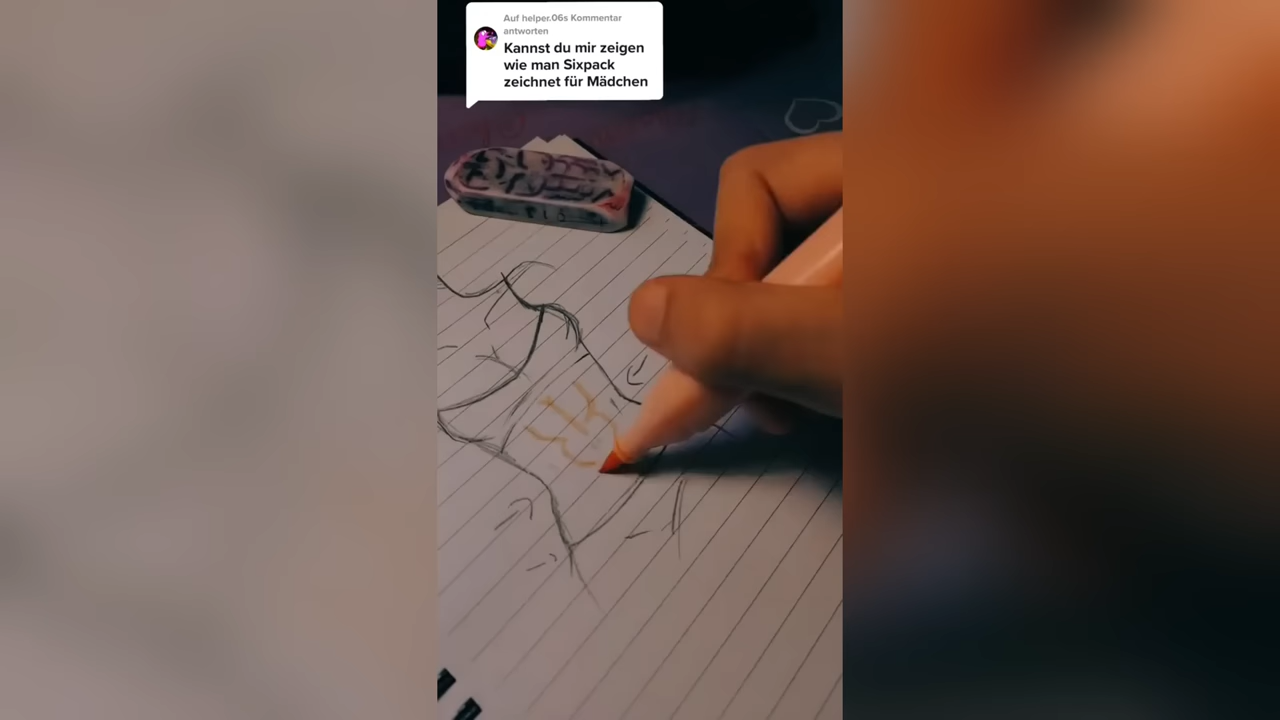 Auf helper.06s Kommentar
antworten
Kannst du mir zeigen
wie man Sixpack
zeichnet für Mädchen